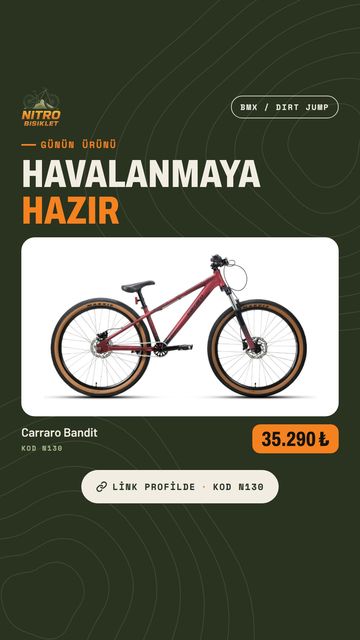 NITRO
BISIKLET
BMX / DIRT JUMP
GÜNÜN ÜRÜNÜ
HAVALANMAYA
HAZIR
Carraro Bandit
KOD N130
35.290 ₺
LİNK PROFİLDE · KOD N130